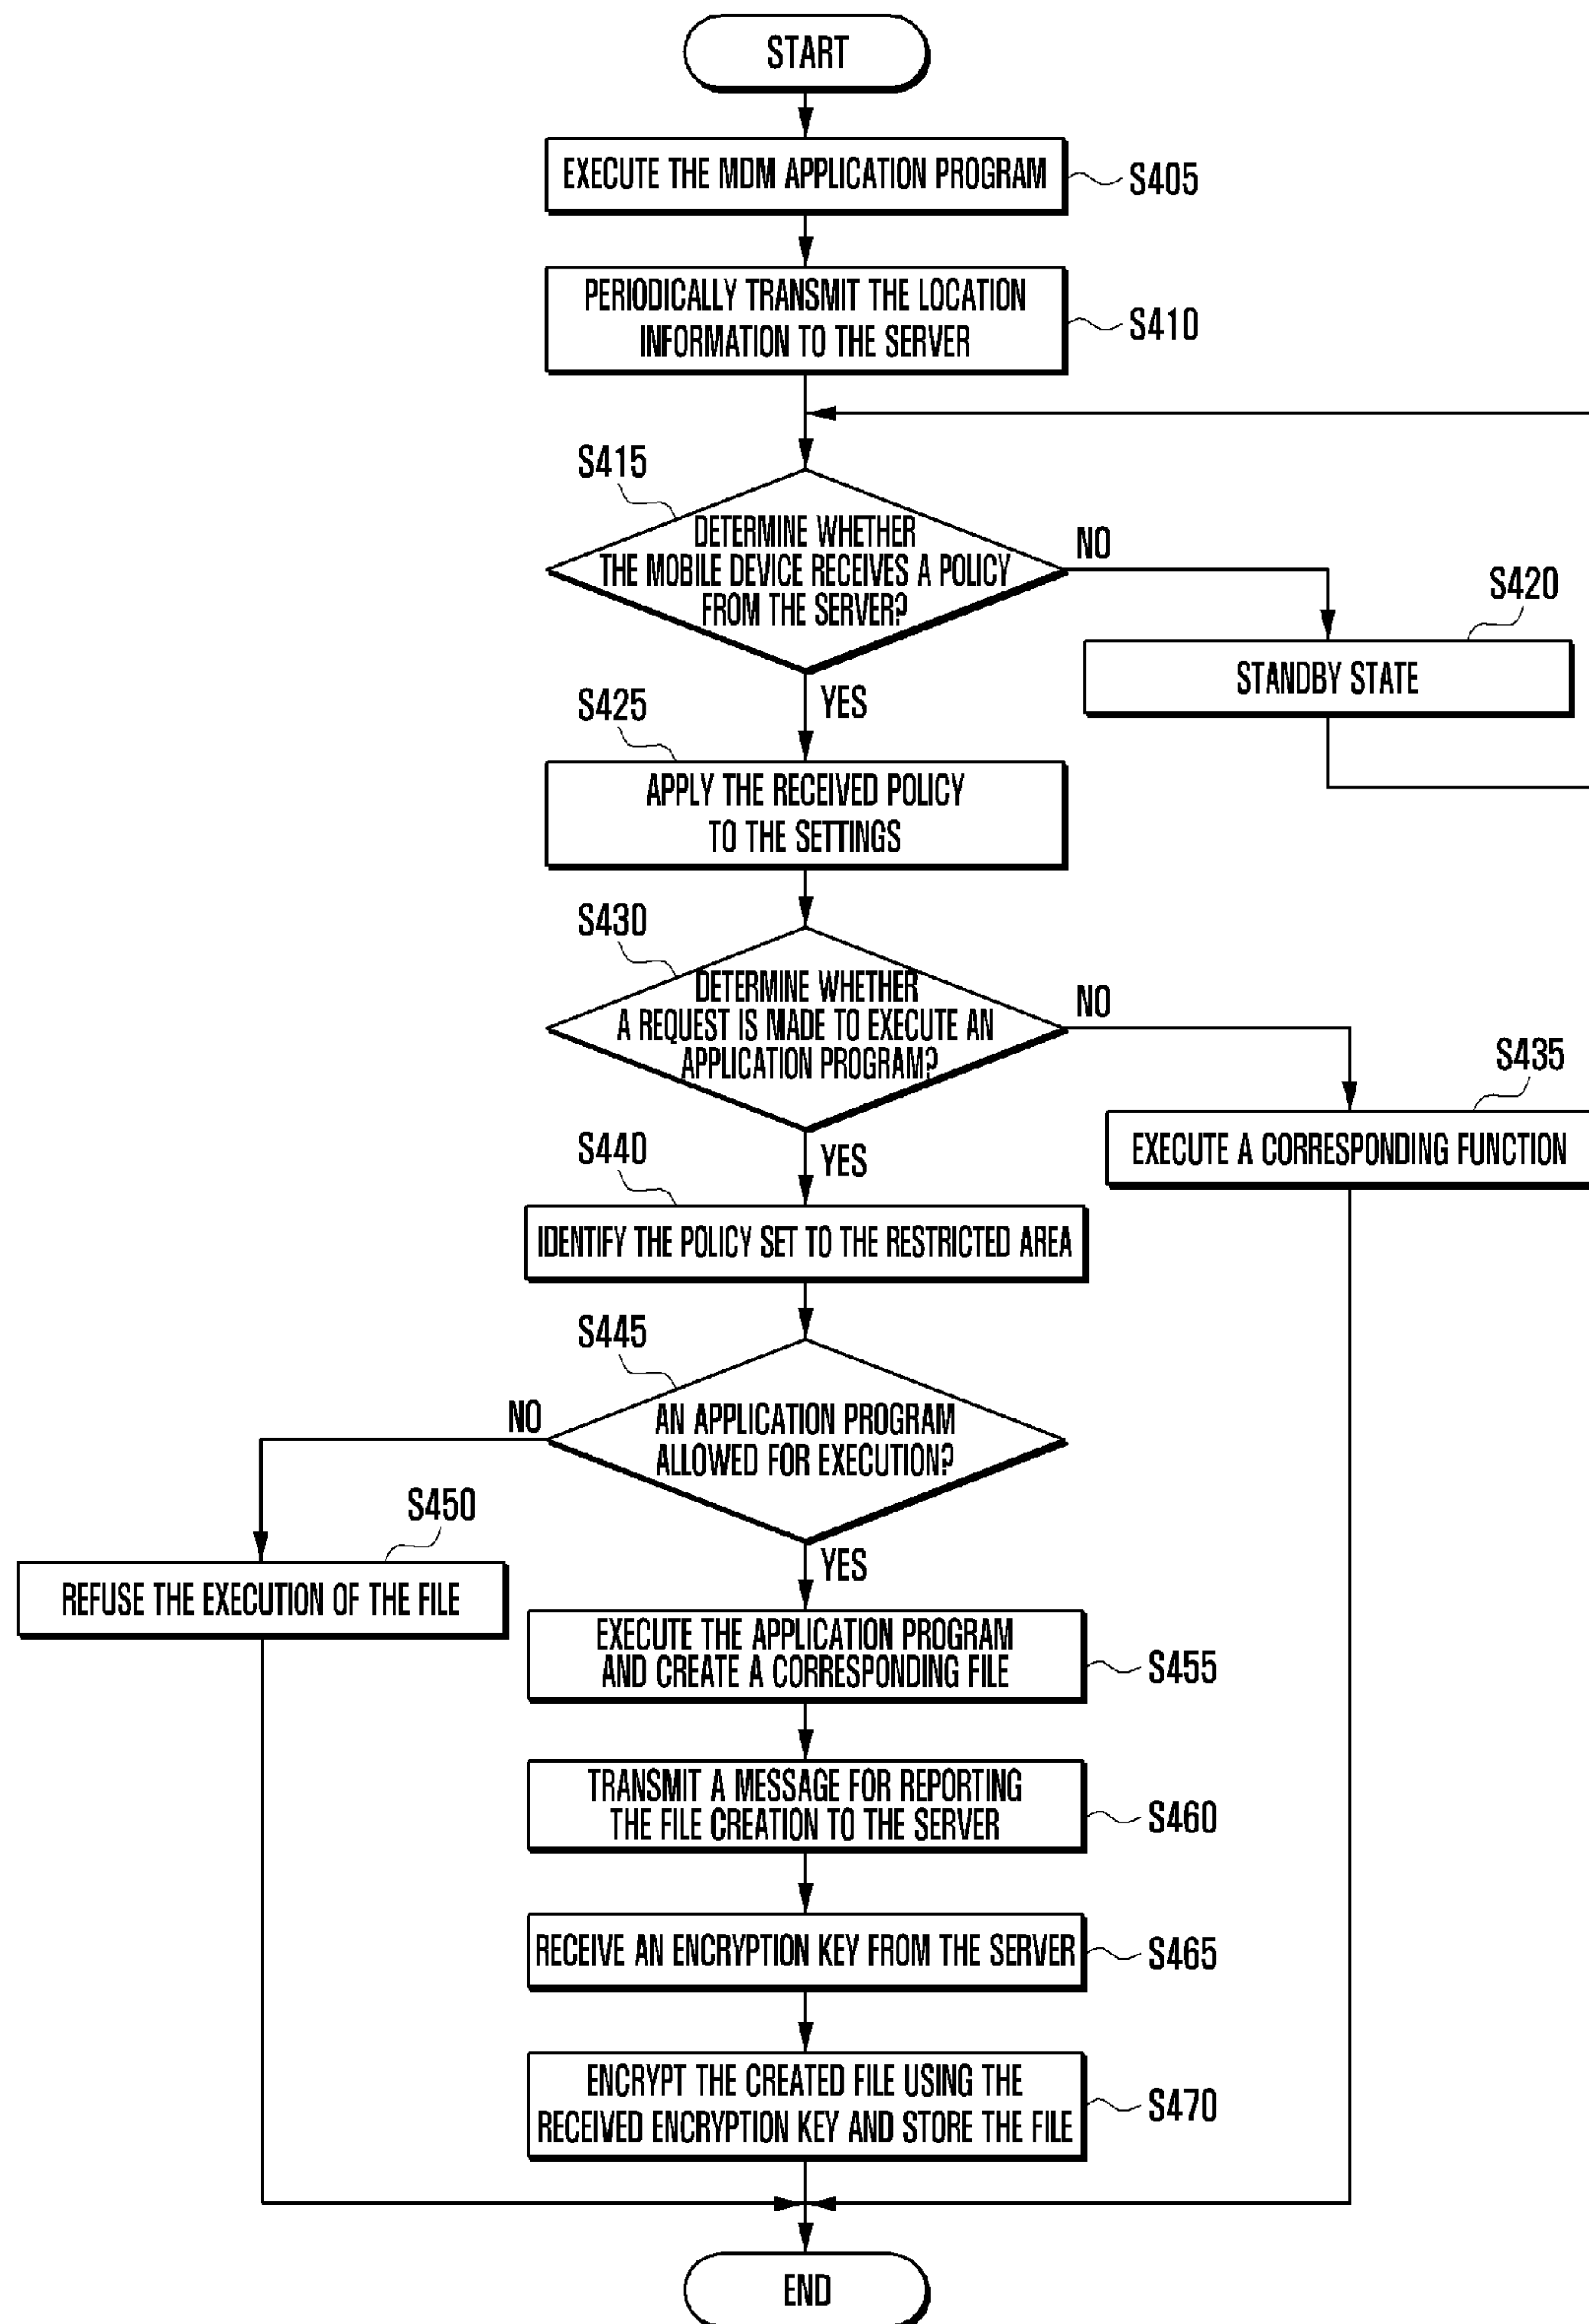 START
EXECUTE THE MDM APPLICATION PROGRAM
S405
PERIODICALLY TRANSMIT THE LOCATION
INFORMATION TO THE SERVER
S410
S415
DETERMINE WHETHER
THE MOBILE DEVICE RECEIVES A POLICY
FROM THE SERVER?
NO
S420
STANDBY STATE
YES
S425
APPLY THE RECEIVED POLICY
TO THE SETTINGS
S430
DETERMINE WHETHER
A REQUEST IS MADE TO EXECUTE AN
APPLICATION PROGRAM?
NO
S435
EXECUTE A CORRESPONDING FUNCTION
YES
S440
IDENTIFY THE POLICY SET TO THE RESTRICTED AREA
S445
AN APPLICATION PROGRAM
ALLOWED FOR EXECUTION?
NO
S450
REFUSE THE EXECUTION OF THE FILE
YES
EXECUTE THE APPLICATION PROGRAM
AND CREATE A CORRESPONDING FILE
S455
TRANSMIT A MESSAGE FOR REPORTING
THE FILE CREATION TO THE SERVER
S460
RECEIVE AN ENCRYPTION KEY FROM THE SERVER
S465
ENCRYPT THE CREATED FILE USING THE
RECEIVED ENCRYPTION KEY AND STORE THE FILE
S470
END